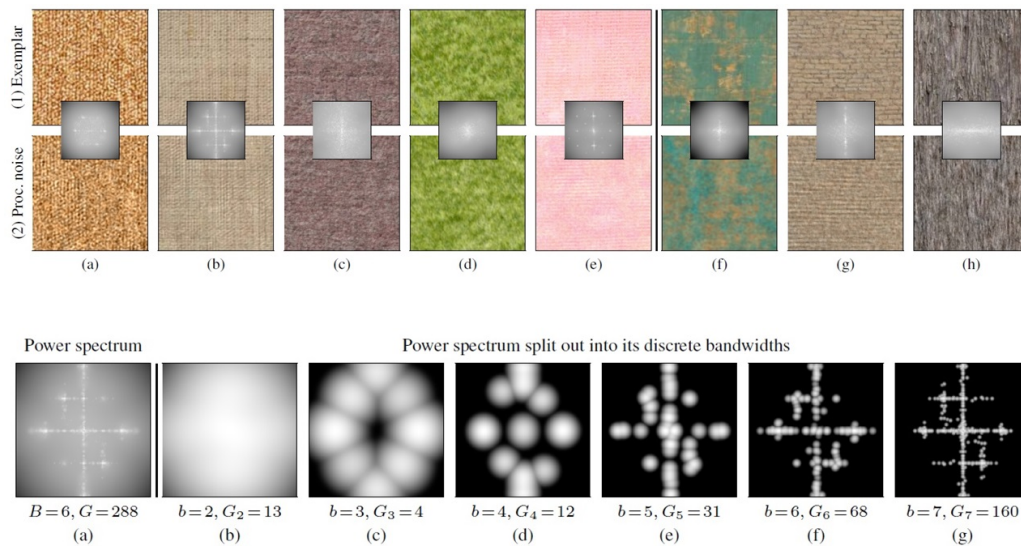 (1) Exemplar
(2) Proc. noise
(a) (b) (c) (d) (e) (f) (g) (h)
Power spectrum
Power spectrum split out into its discrete bandwidths
B=6, G=288 b=2, G₂=13 b=3, G₃=4 b=4, G₄=12 b=5, G₅=31 b=6, G₆=68 b=7, G₇=160
(a) (b) (c) (d) (e) (f) (g)